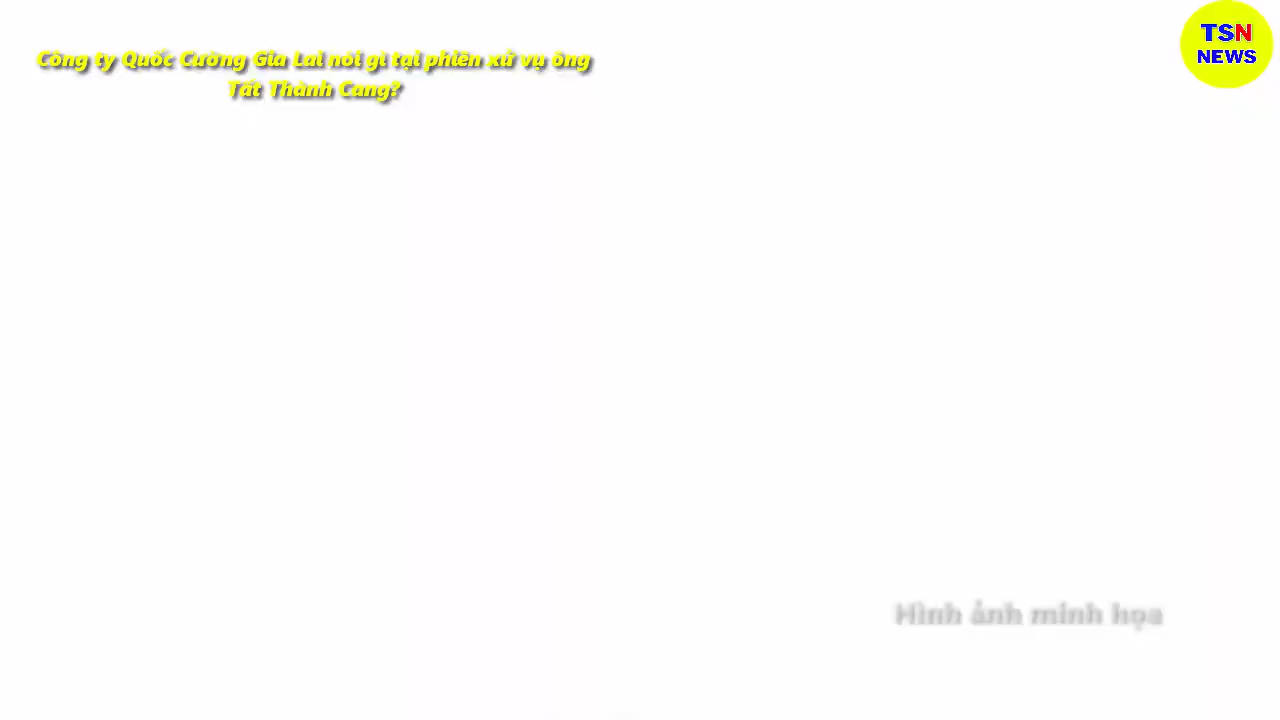 Công ty Quốc Cường Gia Lai nói gì tại phiên xử vụ ông
Tất Thành Cang?
TSN
NEWS
Hình ảnh minh họa